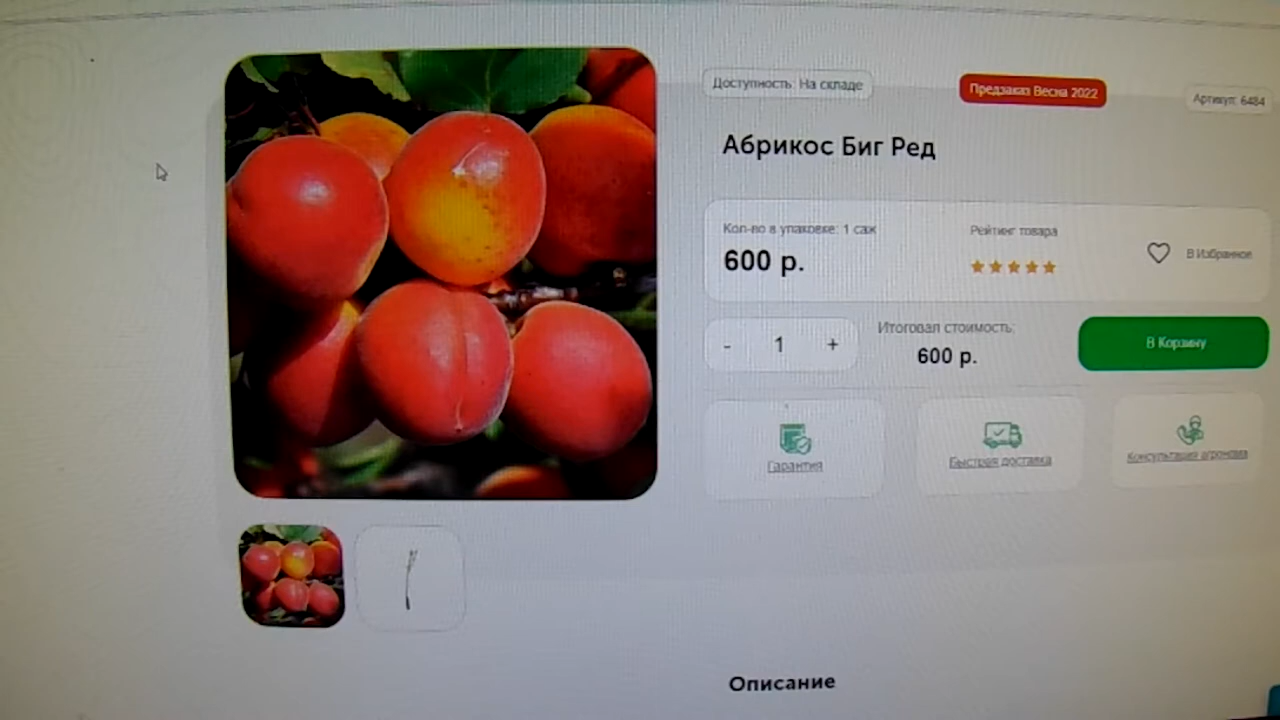 Доступность: На складе
Предзаказ Весна 2022
Артикул: 6484
Абрикос Биг Ред
Кол-во в упаковке: 1 саж
600 р.
Рейтинг товара
В Избранное
- 1 +
Итоговая стоимость:
600 р.
В Корзину
Гарантия
Быстрая доставка
Консультация агронома
Описание